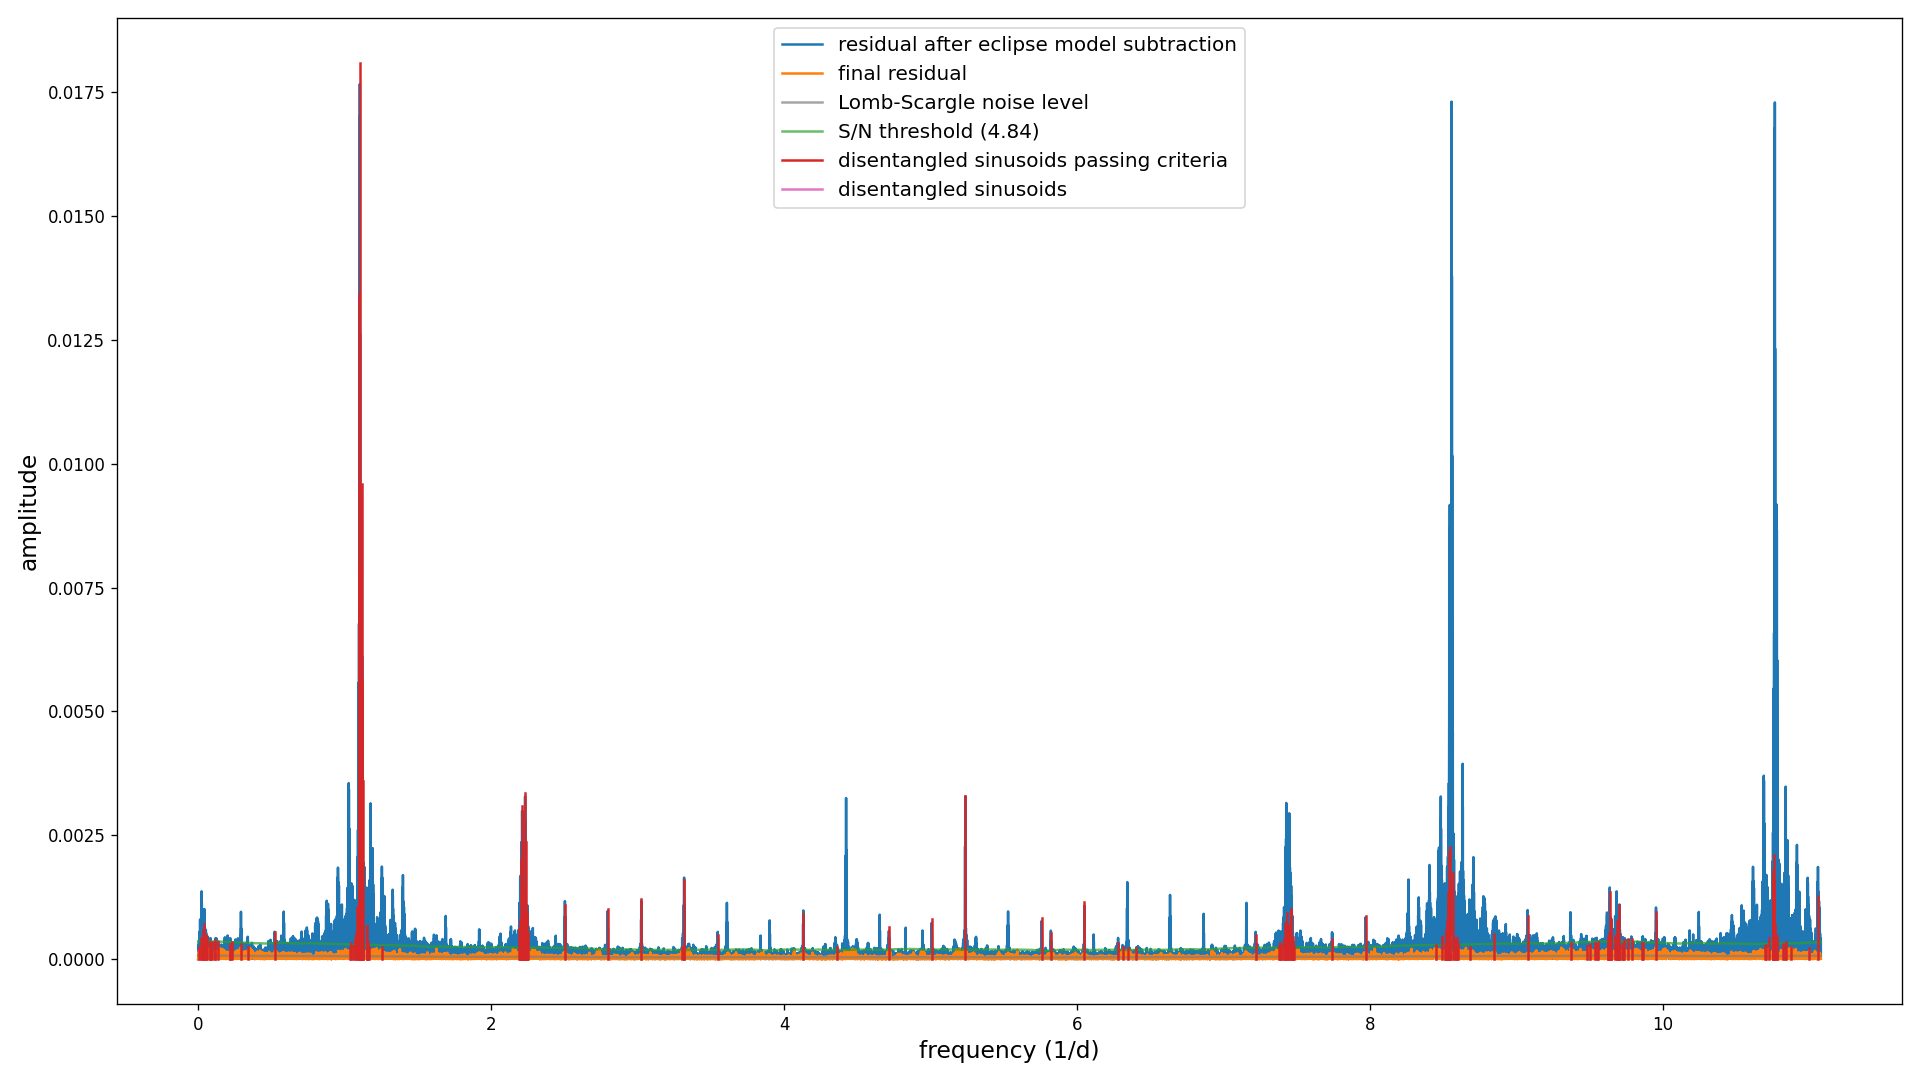 residual after eclipse model subtraction
final residual
Lomb-Scargle noise level
S/N threshold (4.84)
disentangled sinusoids passing criteria
disentangled sinusoids
0.0175
0.0150
0.0125
0.0100
0.0075
0.0050
0.0025
0.0000
amplitude
0 2 4 6 8 10
frequency (1/d)